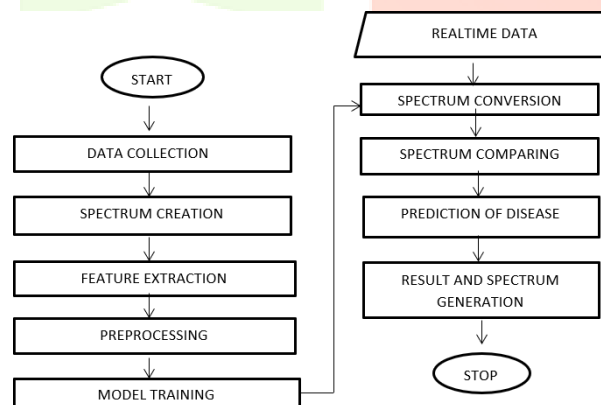 START
DATA COLLECTION
SPECTRUM CREATION
FEATURE EXTRACTION
PREPROCESSING
MODEL TRAINING
REALTIME DATA
SPECTRUM CONVERSION
SPECTRUM COMPARING
PREDICTION OF DISEASE
RESULT AND SPECTRUM
GENERATION
STOP